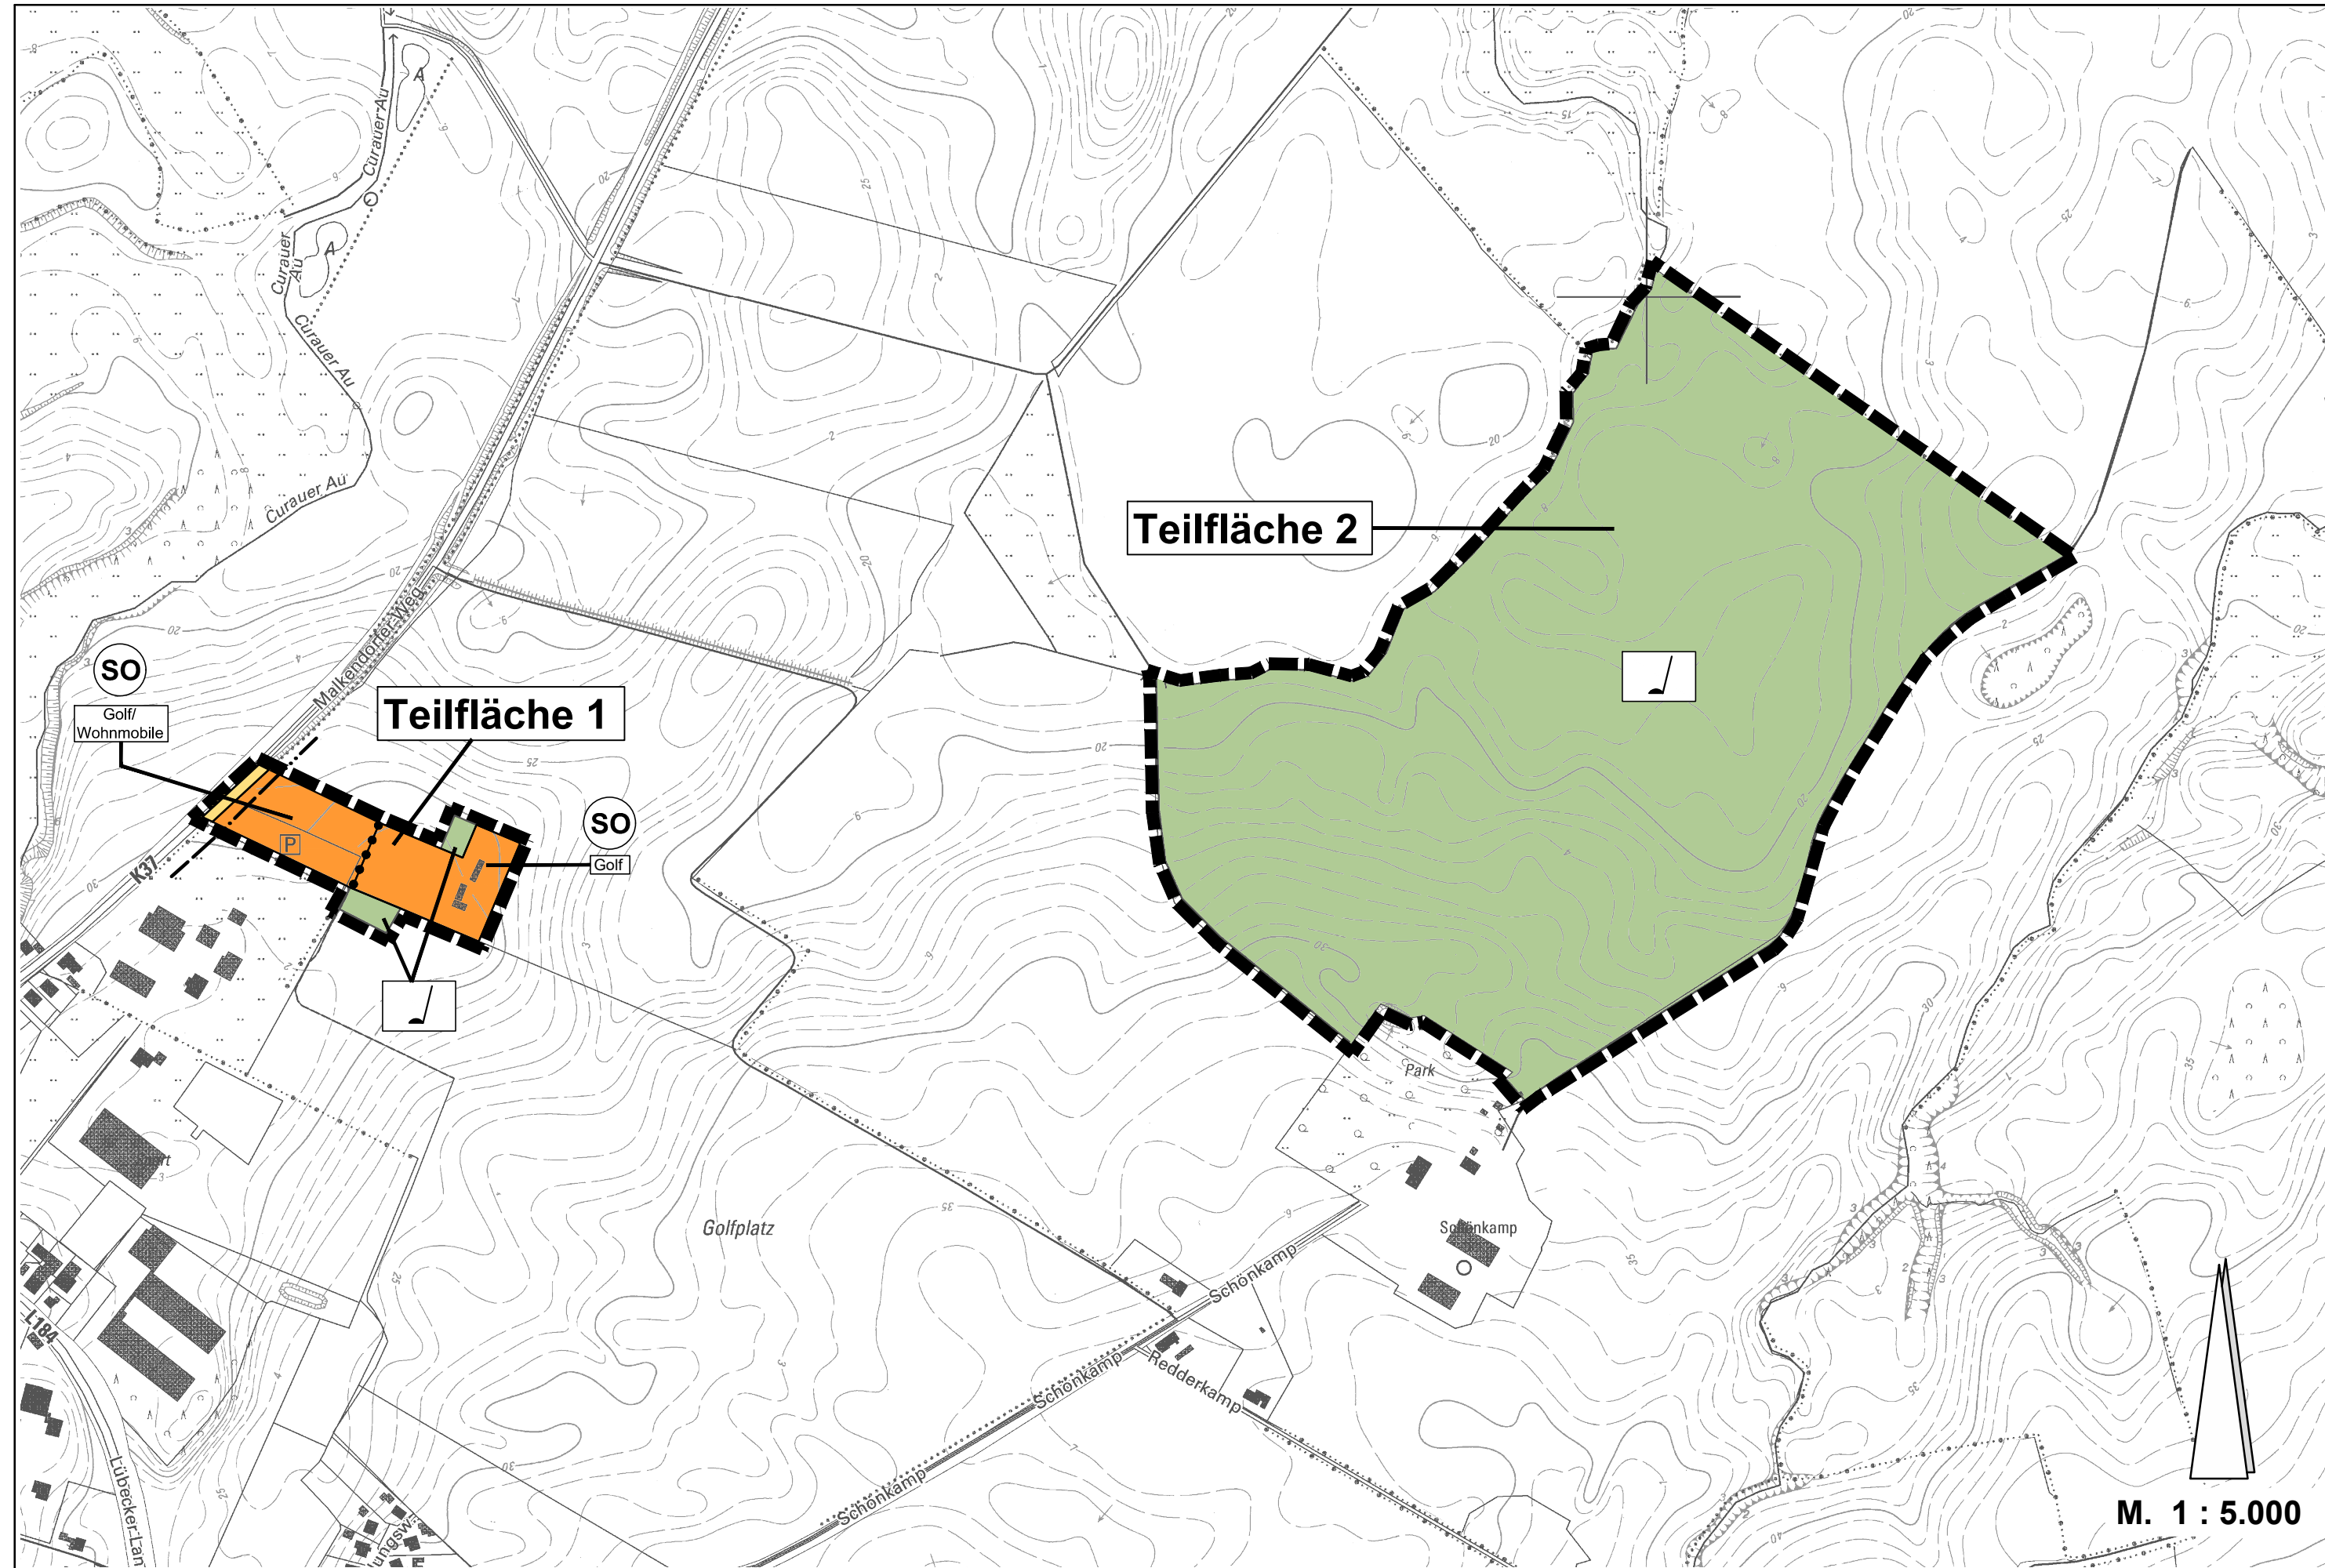 Curauer Au
A
Curauer
Au
A
Curauer Au
Curauer Au
Malkendorfer-Weg
Teilfläche 2
SO
Golf/
Wohnmobile
Teilfläche 1
SO
Golf
P
K37
Park
Golfplatz
Schönkamp
Schönkamp
Schönkamp
Redderkamp
Schönkamp
L184
Lübecker-Lan
ungsw.
M. 1 : 5.000